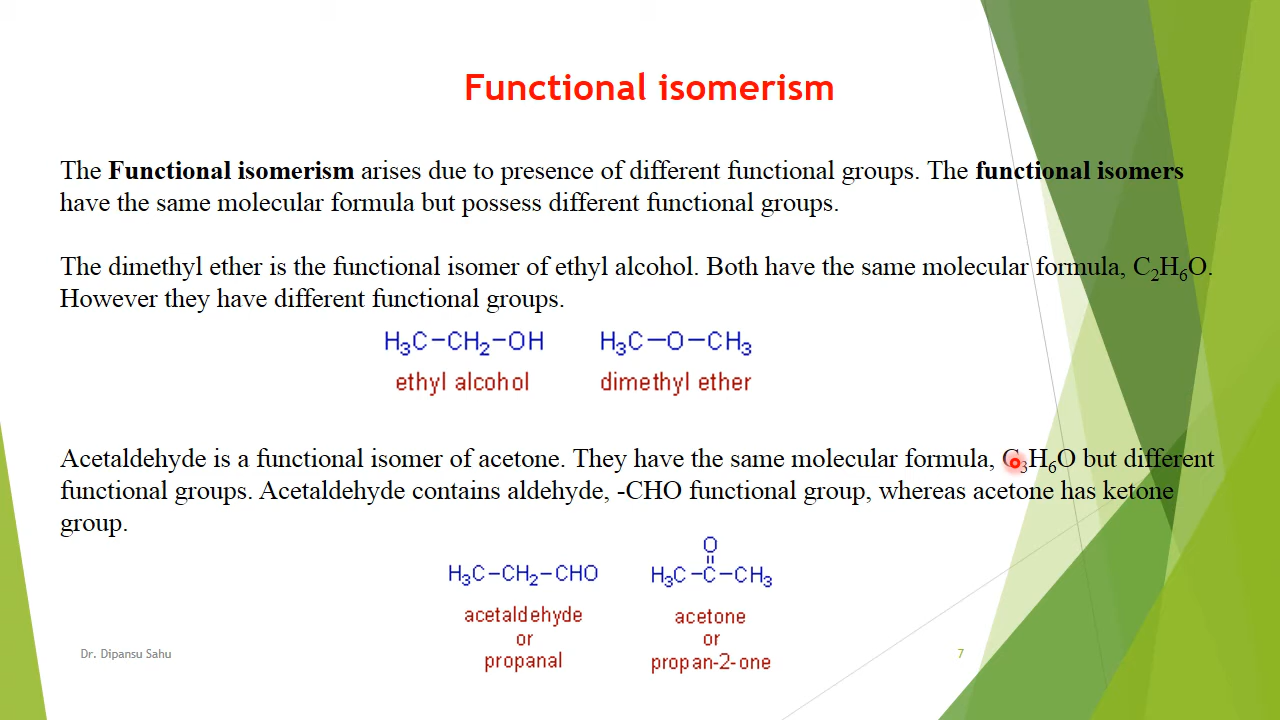 Functional isomerism
The Functional isomerism arises due to presence of different functional groups. The functional isomers
have the same molecular formula but possess different functional groups.
The dimethyl ether is the functional isomer of ethyl alcohol. Both have the same molecular formula, C₂H₆O.
However they have different functional groups.
H₃C–CH₂–OH H₃C–O–CH₃
ethyl alcohol dimethyl ether
Acetaldehyde is a functional isomer of acetone. They have the same molecular formula, C₃H₆O but different
functional groups. Acetaldehyde contains aldehyde, -CHO functional group, whereas acetone has ketone
group.
O
H₃C–CH₂–CHO H₃C–C–CH₃
acetaldehyde acetone
or or
propanal propan-2-one
Dr. Dipansu Sahu 7